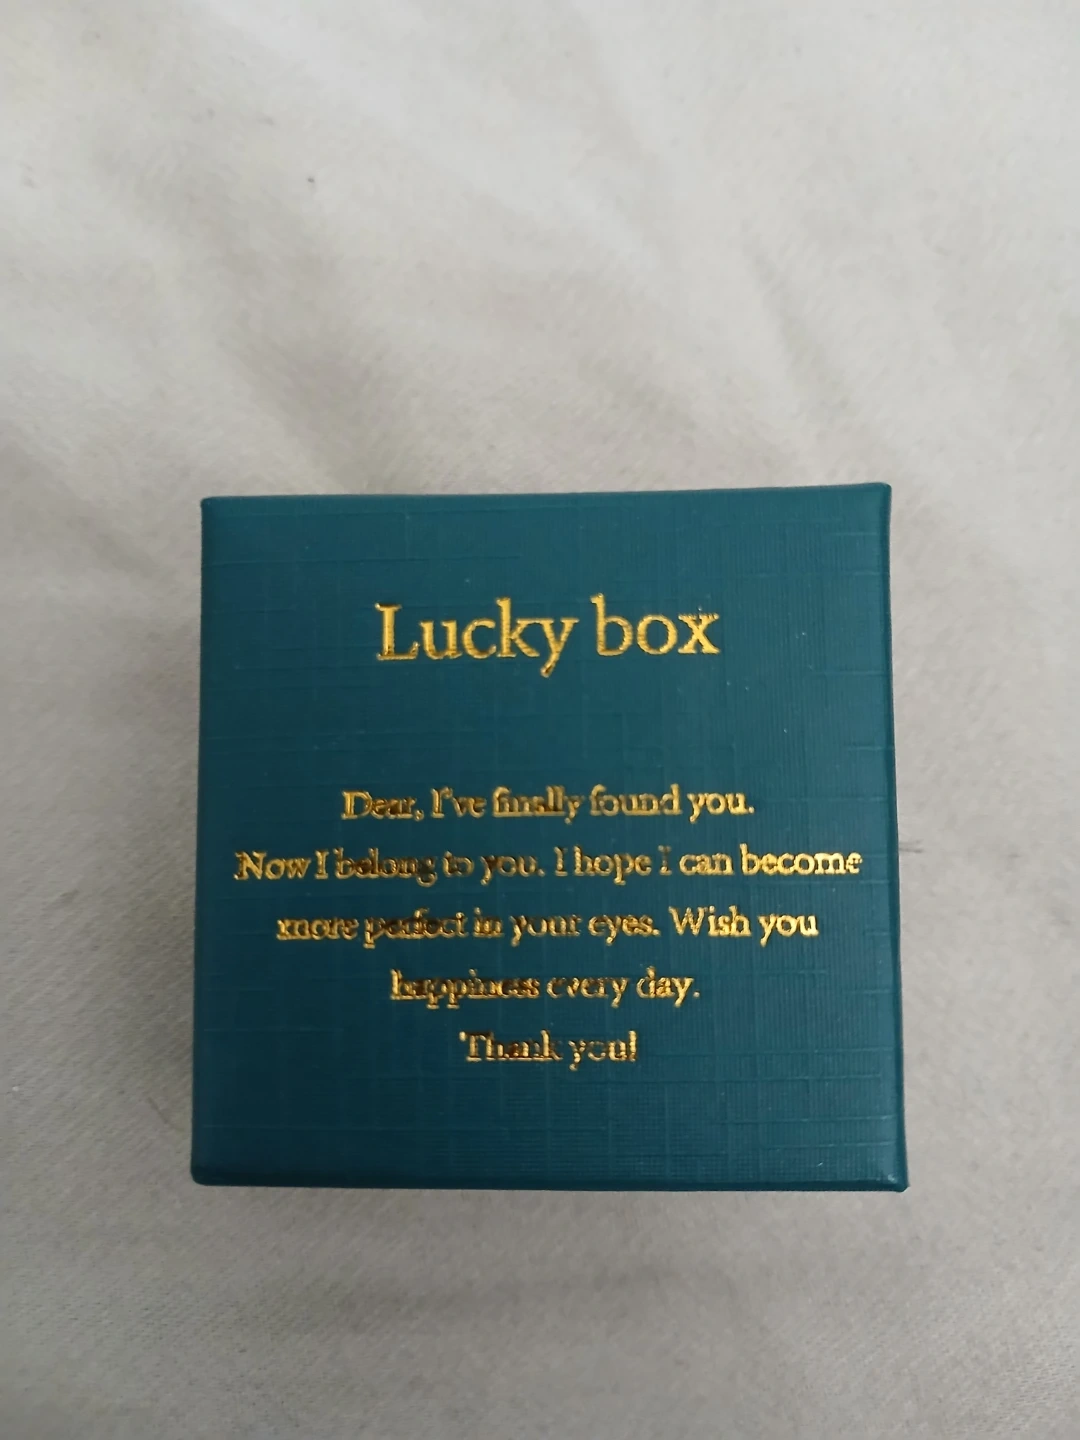 Lucky box
Dear, I've finally found you.
Now I belong to you. I hope I can become
more perfect in your eyes. Wish you
happiness every day.
Thank you!